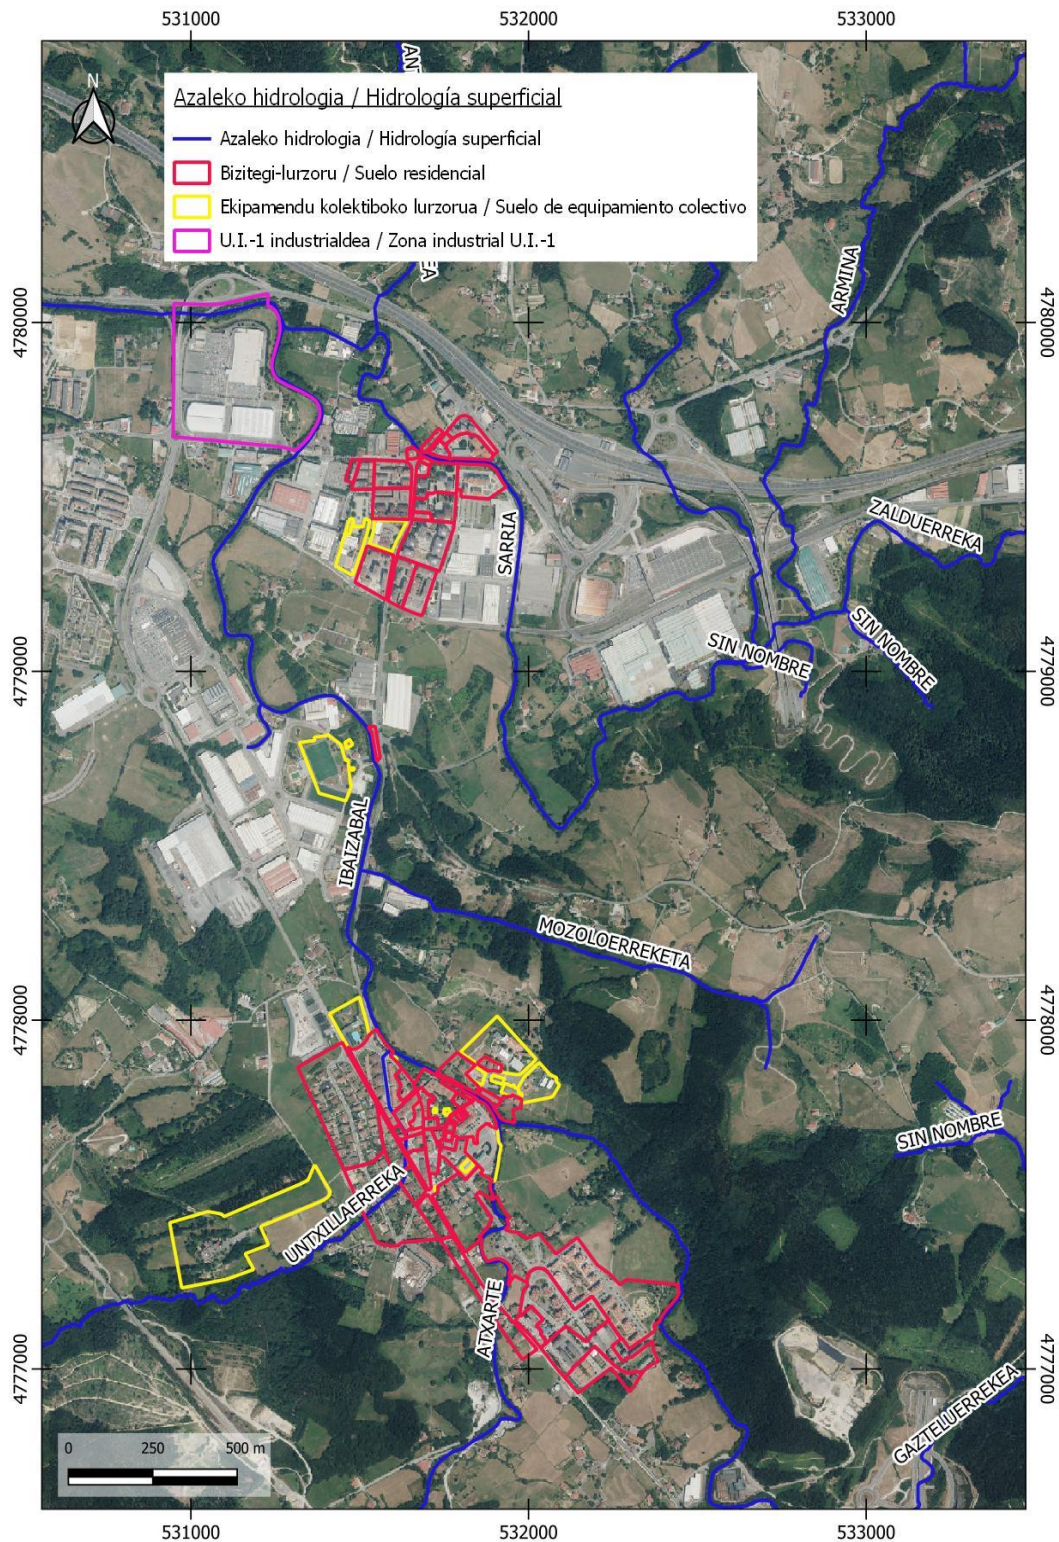 531000 532000 533000
N
Azaleko hidrologia / Hidrología superficial
Azaleko hidrologia / Hidrología superficial
Bizitegi-lurzoru / Suelo residencial
Ekipamendu kolektiboko lurzorua / Suelo de equipamiento colectivo
U.I.-1 industrialdea / Zona industrial U.I.-1
ARMINA
4780000 4780000
ZALDUERREKA
SARRIA
SIN NOMBRE
SIN NOMBRE
4779000 4779000
IBAIZABAL
MOZOLOERREKETA
4778000 4778000
SIN NOMBRE
UNTXILLAERREKA
ATXARTE
4777000 4777000
GAZTELUERREKEA
0 250 500 m
531000 532000 533000